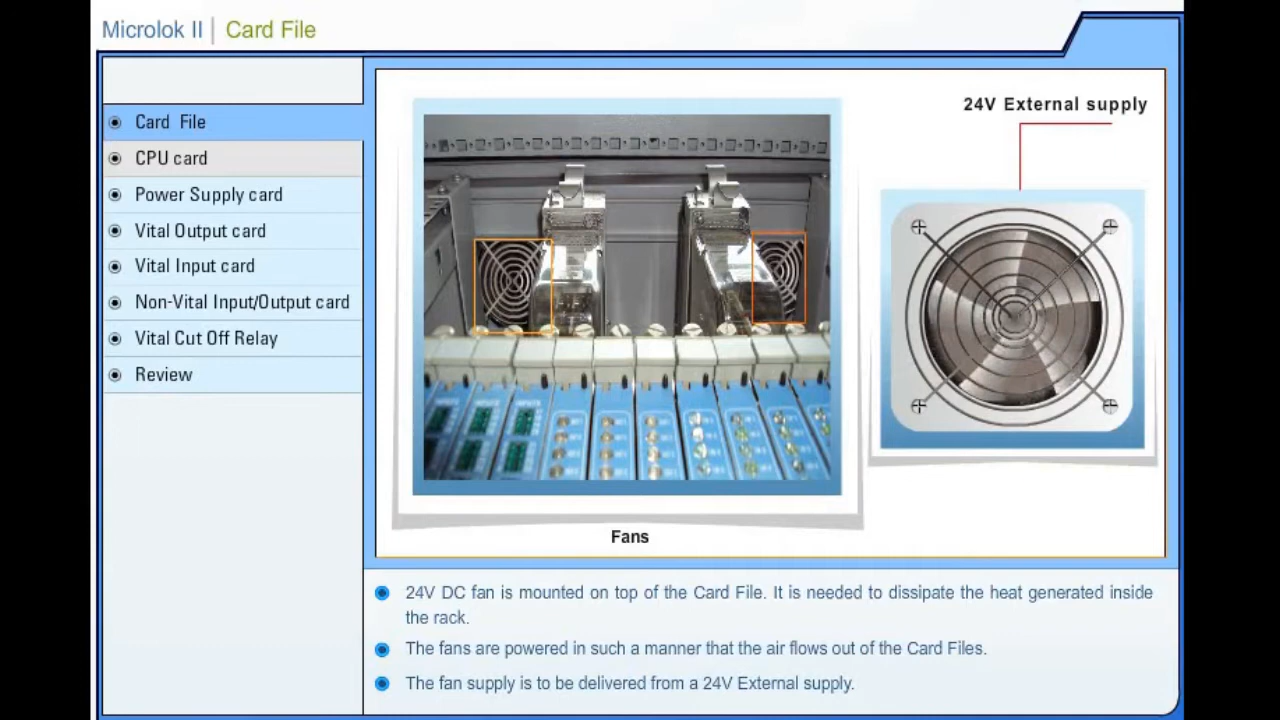 Microlok II | Card File
Card File
CPU card
Power Supply card
Vital Output card
Vital Input card
Non-Vital Input/Output card
Vital Cut Off Relay
Review
24V External supply
Fans
24V DC fan is mounted on top of the Card File. It is needed to dissipate the heat generated inside
the rack.
The fans are powered in such a manner that the air flows out of the Card Files.
The fan supply is to be delivered from a 24V External supply.